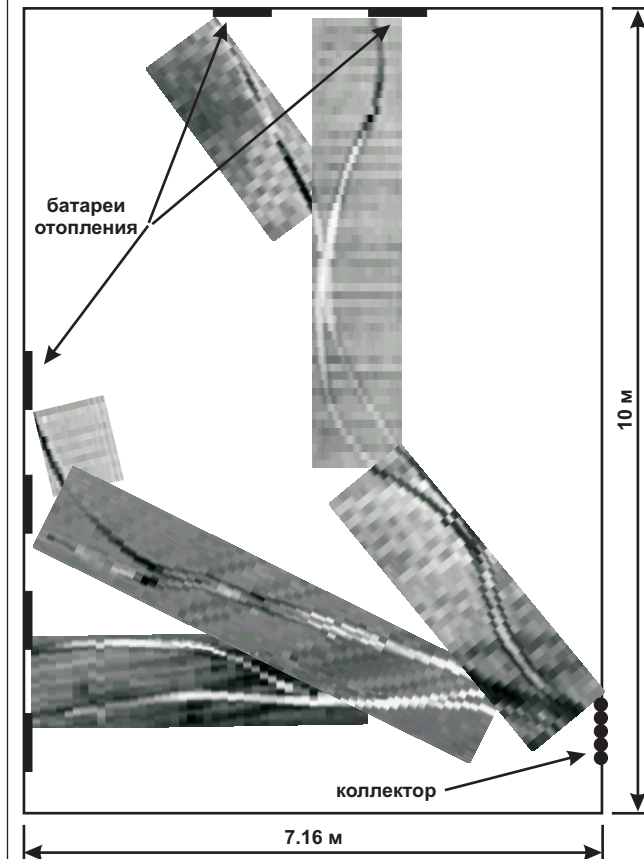 батареи
отопления
10 м
коллектор
7.16 м